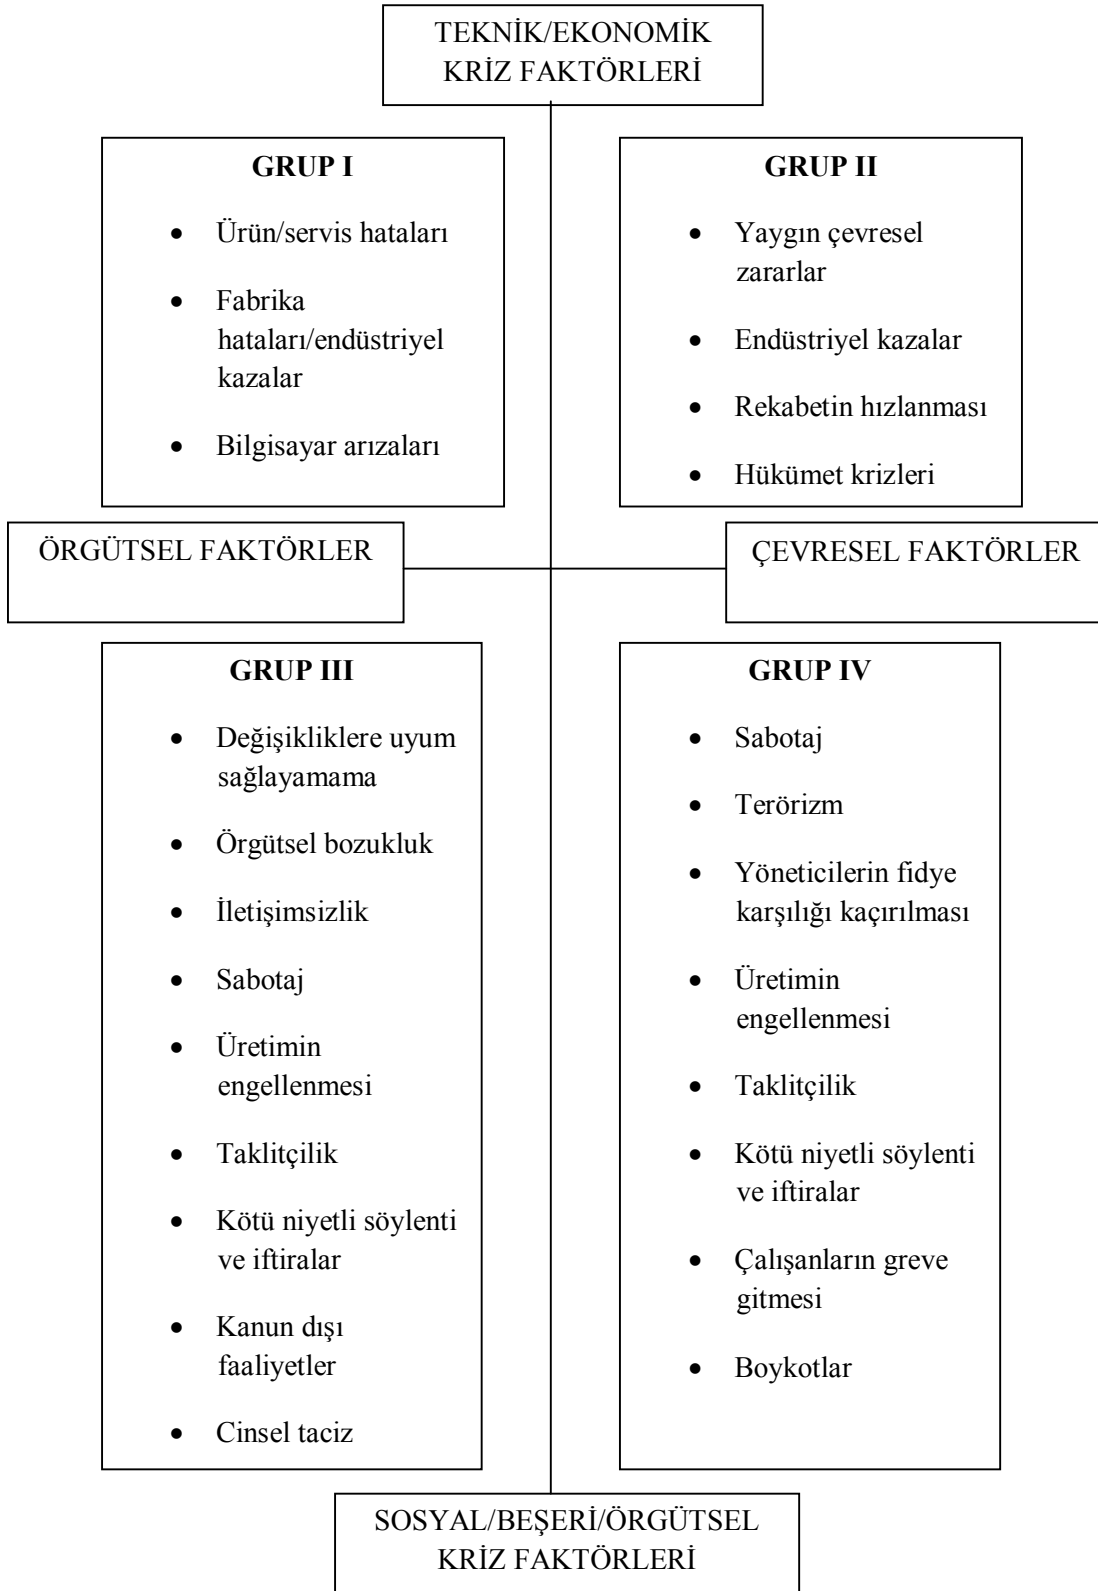 TEKNİK/EKONOMİK
KRİZ FAKTÖRLERİ
GRUP I
• Ürün/servis hataları
• Fabrika
hataları/endüstriyel
kazalar
• Bilgisayar arızaları
GRUP II
• Yaygın çevresel
zararlar
• Endüstriyel kazalar
• Rekabetin hızlanması
• Hükümet krizleri
ÖRGÜTSEL FAKTÖRLER
ÇEVRESEL FAKTÖRLER
GRUP III
• Değişikliklere uyum
sağlayamama
• Örgütsel bozukluk
• İletişimsizlik
• Sabotaj
• Üretimin
engellenmesi
• Taklitçilik
• Kötü niyetli söylenti
ve iftiralar
• Kanun dışı
faaliyetler
• Cinsel taciz
GRUP IV
• Sabotaj
• Terörizm
• Yöneticilerin fidye
karşılığı kaçırılması
• Üretimin
engellenmesi
• Taklitçilik
• Kötü niyetli söylenti
ve iftiralar
• Çalışanların greve
gitmesi
• Boykotlar
SOSYAL/BEŞERİ/ÖRGÜTSEL
KRİZ FAKTÖRLERİ